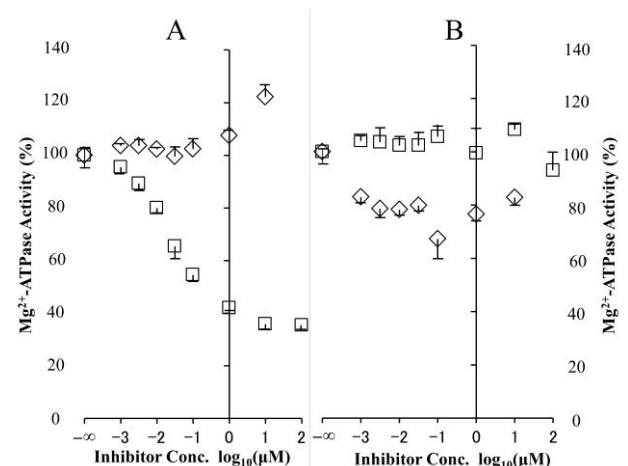 A
B
140
120
100
80
60
40
20
0
Mg2+-ATPase Activity (%)
−∞ −3 −2 −1 0 1 2
Inhibitor Conc. log10(μM)
−∞ −3 −2 −1 0 1 2
Inhibitor Conc. log10(μM)
140
120
100
80
60
40
20
0
Mg2+-ATPase Activity (%)